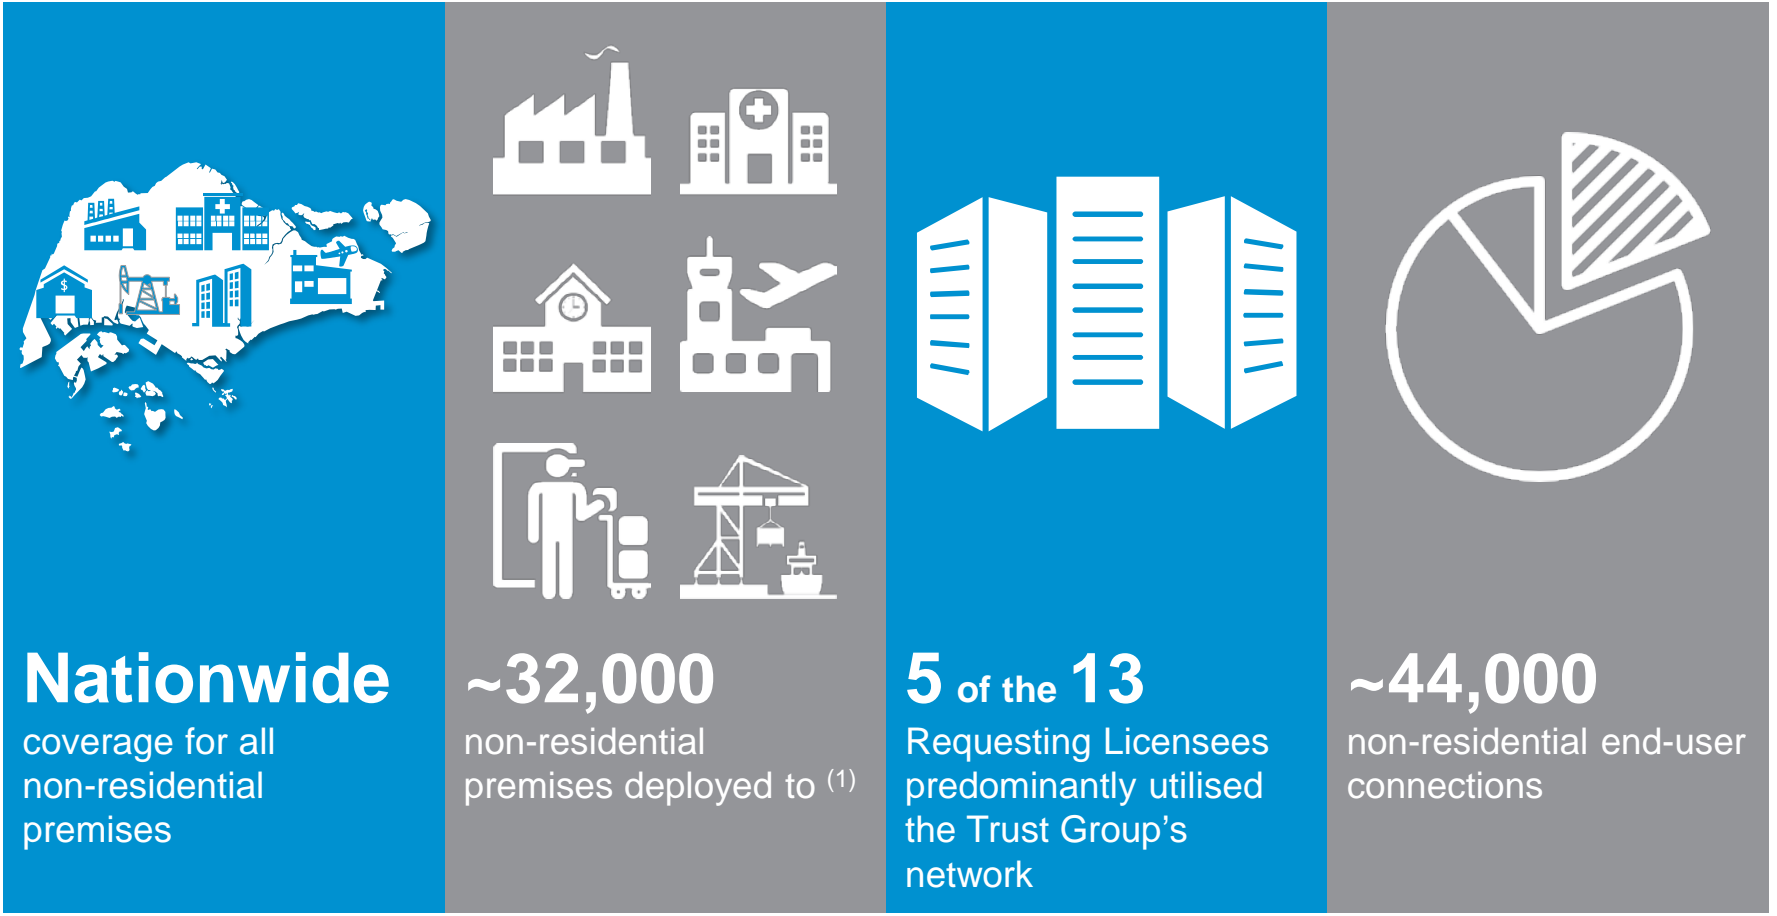 Nationwide
coverage for all
non-residential
premises
~32,000
non-residential
premises deployed to (1)
5 of the 13
Requesting Licensees
predominantly utilised
the Trust Group’s
network
~44,000
non-residential end-user
connections
$